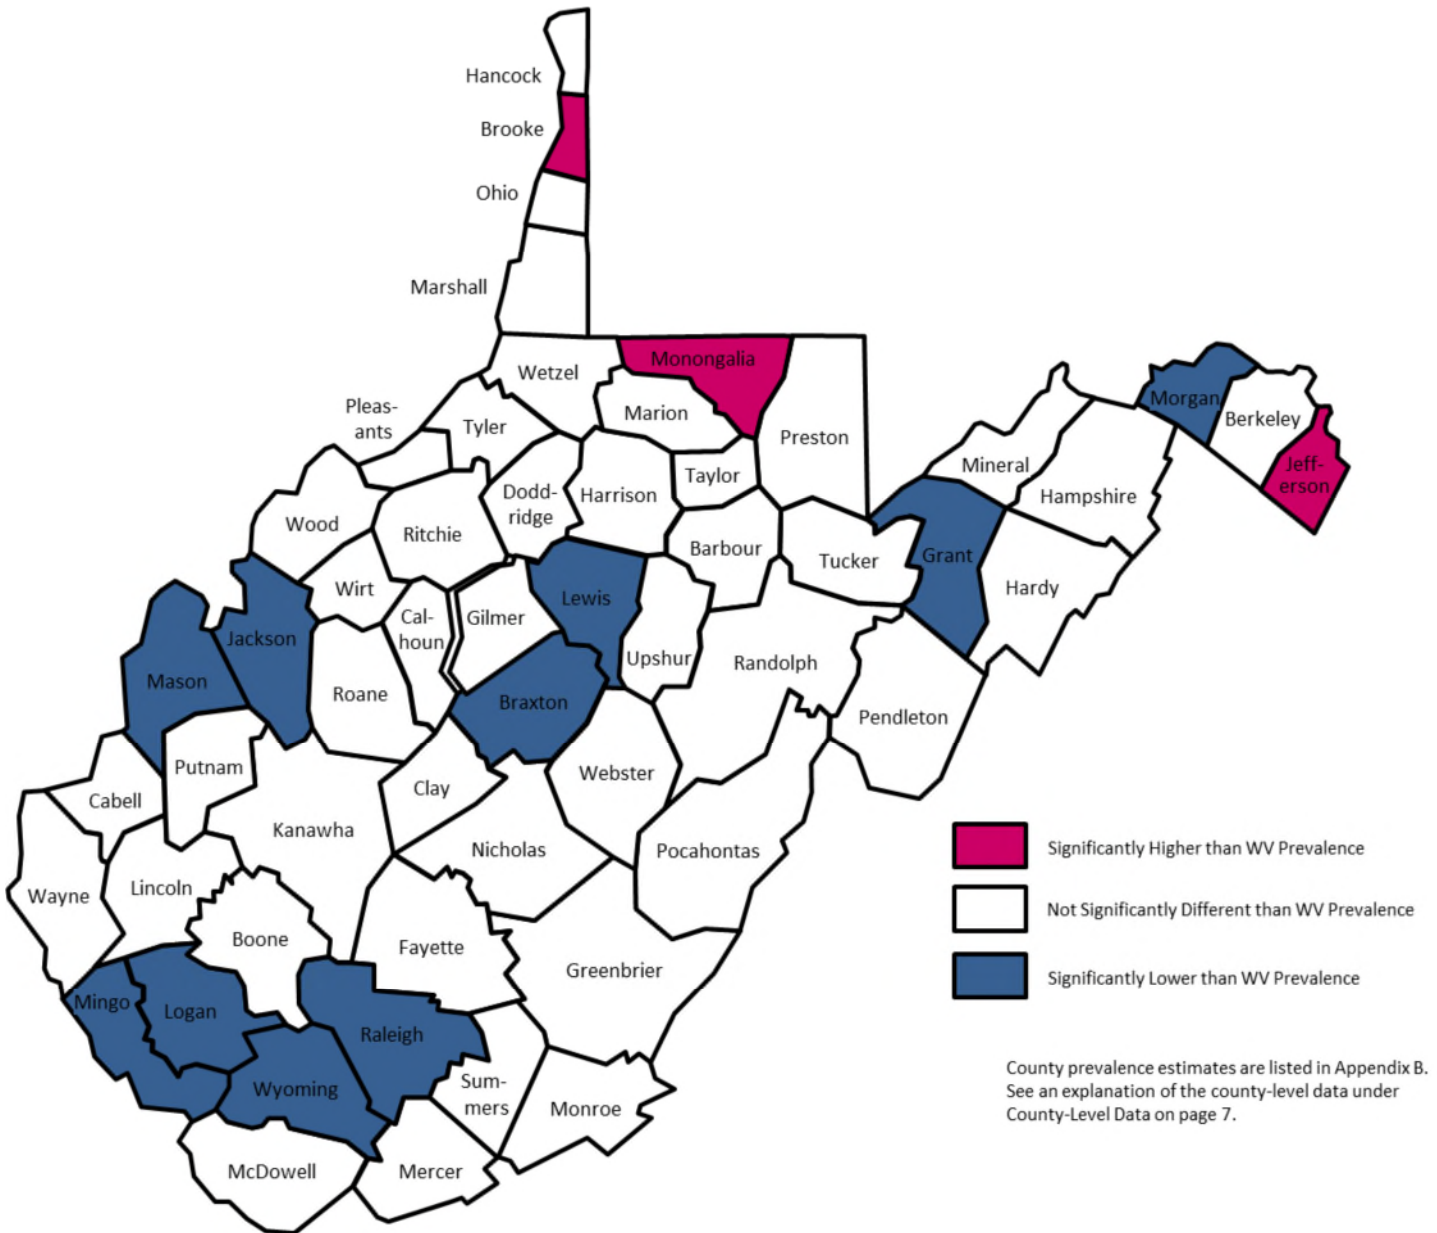 Hancock
Brooke
Ohio
Marshall
Wetzel
Monongalia
Marion
Preston
Pleas-
ants
Tyler
Taylor
Dodd-
ridge
Harrison
Wood
Ritchie
Barbour
Tucker
Mineral
Hampshire
Morgan
Berkeley
Jeff-
erson
Grant
Hardy
Wirt
Cal-
houn
Gilmer
Lewis
Jackson
Mason
Roane
Braxton
Upshur
Randolph
Pendleton
Putnam
Cabell
Clay
Webster
Kanawha
Nicholas
Pocahontas
Wayne
Lincoln
Boone
Fayette
Greenbrier
Mingo
Logan
Raleigh
Wyoming
Sum-
mers
Monroe
McDowell
Mercer
Significantly Higher than WV Prevalence
Not Significantly Different than WV Prevalence
Significantly Lower than WV Prevalence
County prevalence estimates are listed in Appendix B.
See an explanation of the county-level data under
County-Level Data on page 7.